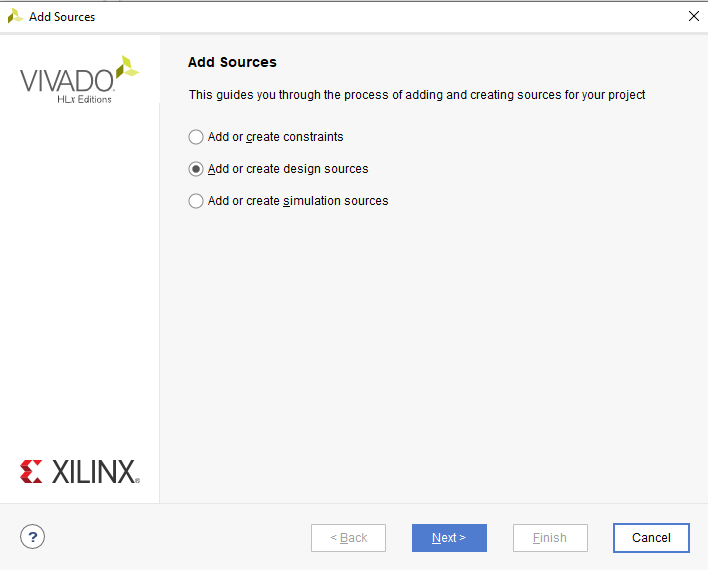 Add Sources
VIVADO
HLx Editions
Add Sources
This guides you through the process of adding and creating sources for your project
Add or create constraints
Add or create design sources
Add or create simulation sources
XILINX®
?
< Back
Next >
Finish
Cancel